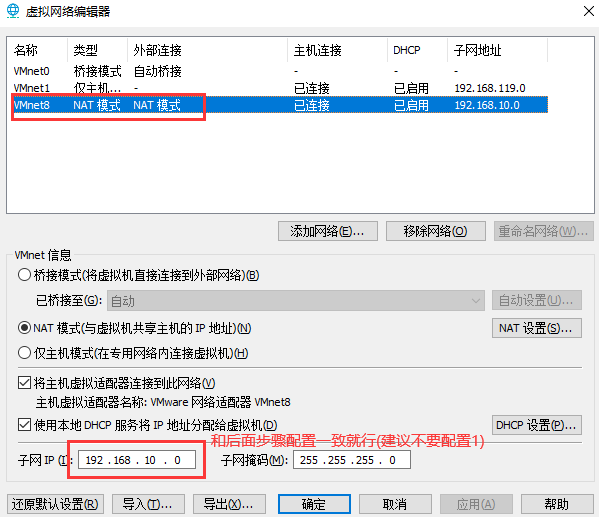 虚拟网络编辑器
名称 类型 外部连接 主机连接 DHCP 子网地址
VMnet0 桥接模式 自动桥接 - - -
VMnet1 仅主机... - 已连接 已启用 192.168.119.0
VMnet8 NAT 模式 NAT 模式 已连接 已启用 192.168.10.0
添加网络(E)... 移除网络(O) 重命名网络(W)...
VMnet 信息
桥接模式(将虚拟机直接连接到外部网络)(B)
已桥接至(G): 自动 自动设置(U)...
NAT 模式(与虚拟机共享主机的 IP 地址)(N) NAT 设置(S)...
仅主机模式(在专用网络内连接虚拟机)(H)
将主机虚拟适配器连接到此网络(V)
主机虚拟适配器名称: VMware 网络适配器 VMnet8
使用本地 DHCP 服务将 IP 地址分配给虚拟机(D) DHCP 设置(P)...
和后面步骤配置一致就行(建议不要配置1)
子网 IP (I): 192 . 168 . 10 . 0 子网掩码(M): 255 . 255 . 255 . 0
还原默认设置(R) 导入(T)... 导出(X)... 确定 取消 应用(A) 帮助